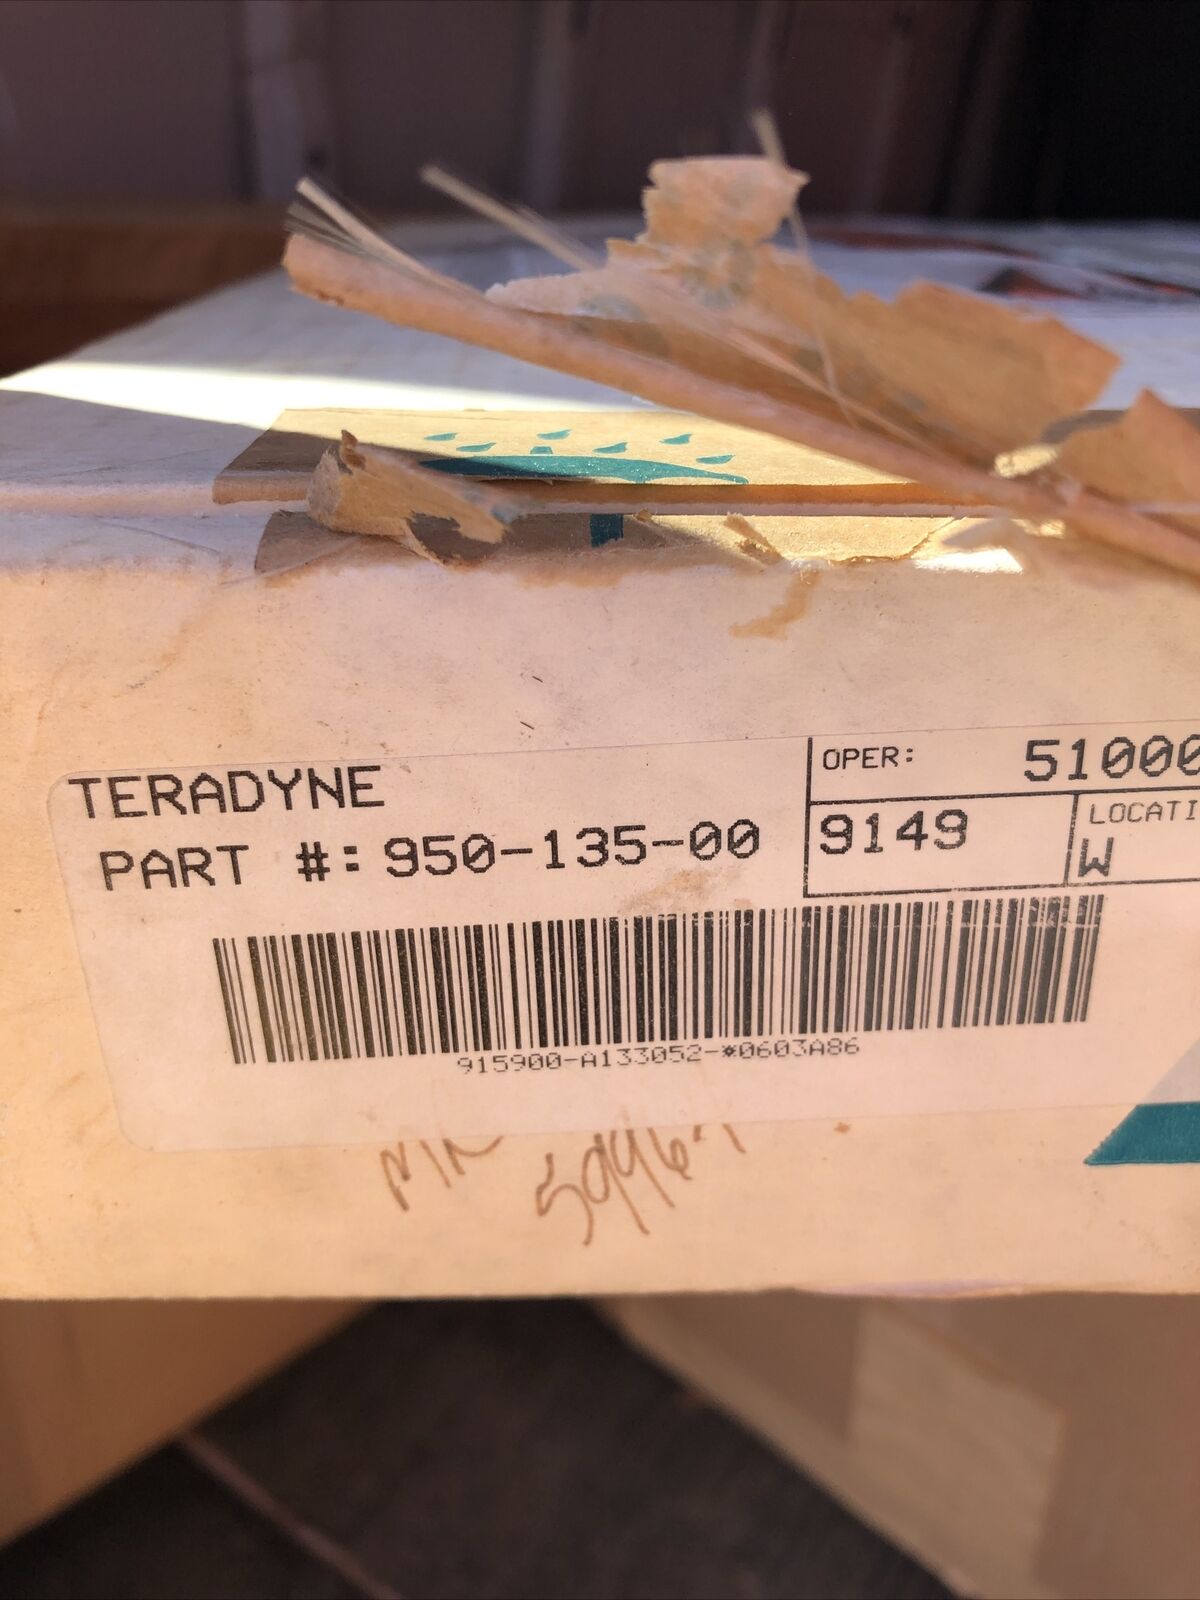 TERADYNE
PART #: 950-135-00
OPER: 51000
9149
LOCATI
W
915900-A133052-*0603A86